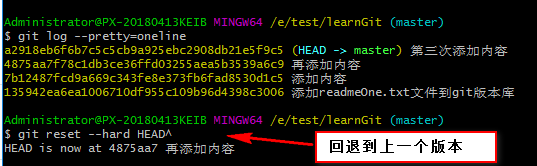 Administrator@PX-20180413KEIB MINGW64 /e/test/learnGit (master)
$ git log --pretty=oneline
a2918eb6f6b7c5c5cb9a925ebc2908db21e5f9c5 (HEAD -> master) 第三次添加内容
4875aa7f78c1db3ce36ffd03255aea5b3539a6c9 再添加内容
7b12487fcd9a669c343fe8e373fb6fad8530d1c5 添加内容
135942ea6ea1006710df955c109b96d4398c3006 添加readmeOne.txt文件到git版本库
Administrator@PX-20180413KEIB MINGW64 /e/test/learnGit (master)
$ git reset --hard HEAD^
HEAD is now at 4875aa7 再添加内容
回退到上一个版本